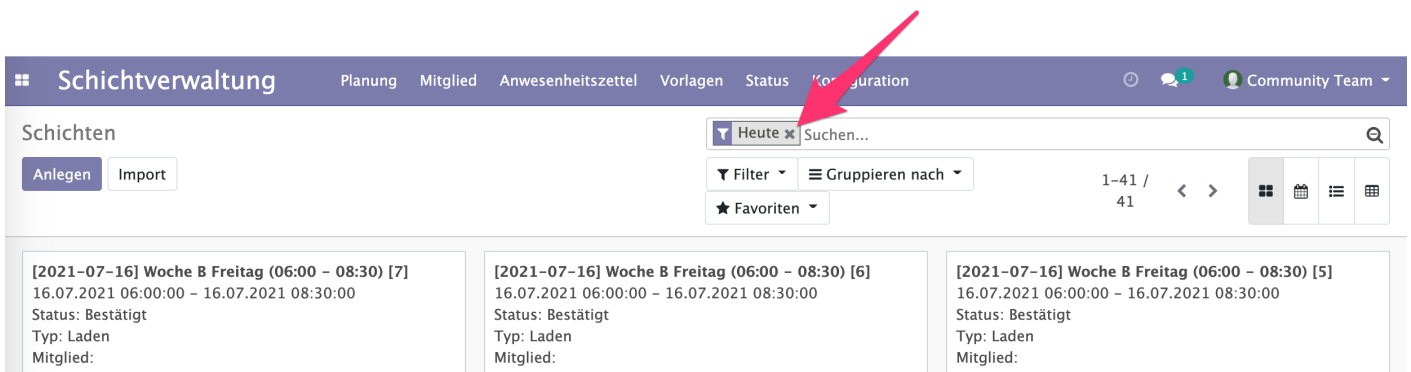 Schichtverwaltung Planung Mitglied Anwesenheitszettel Vorlagen Status Konfiguration 1 Community Team
Schichten
Heute Suchen...
Anlegen Import
Filter Gruppieren nach
1-41 /
41
Favoriten
[2021-07-16] Woche B Freitag (06:00 - 08:30) [7]
16.07.2021 06:00:00 - 16.07.2021 08:30:00
Status: Bestätigt
Typ: Laden
Mitglied:
[2021-07-16] Woche B Freitag (06:00 - 08:30) [6]
16.07.2021 06:00:00 - 16.07.2021 08:30:00
Status: Bestätigt
Typ: Laden
Mitglied:
[2021-07-16] Woche B Freitag (06:00 - 08:30) [5]
16.07.2021 06:00:00 - 16.07.2021 08:30:00
Status: Bestätigt
Typ: Laden
Mitglied: